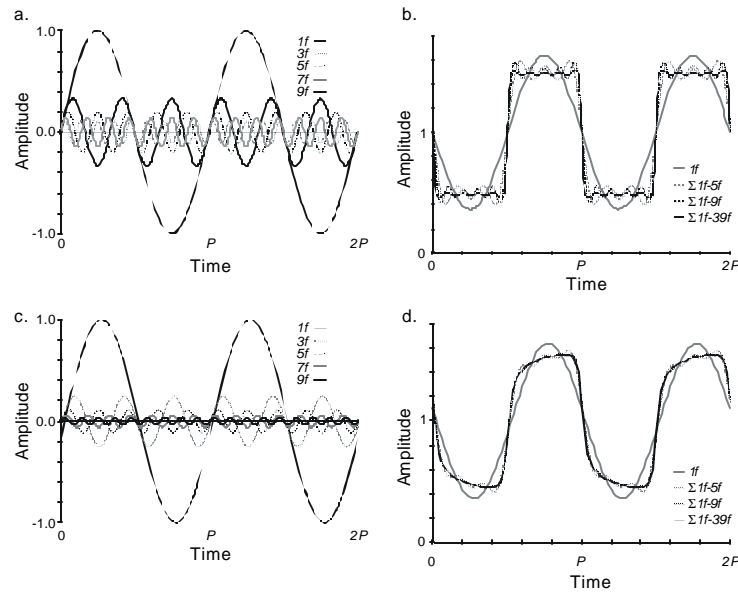 a.
1.0
0.0
-1.0
Amplitude
1f
3f
5f
7f
9f
0
P
2P
Time
b.
1
0
Amplitude
1f
Σ1f-5f
Σ1f-9f
Σ1f-39f
0
P
2P
Time
c.
1.0
0.0
-1.0
Amplitude
1f
3f
5f
7f
9f
0
P
2P
Time
d.
1
0
Amplitude
1f
Σ1f-5f
Σ1f-9f
Σ1f-39f
0
P
2P
Time